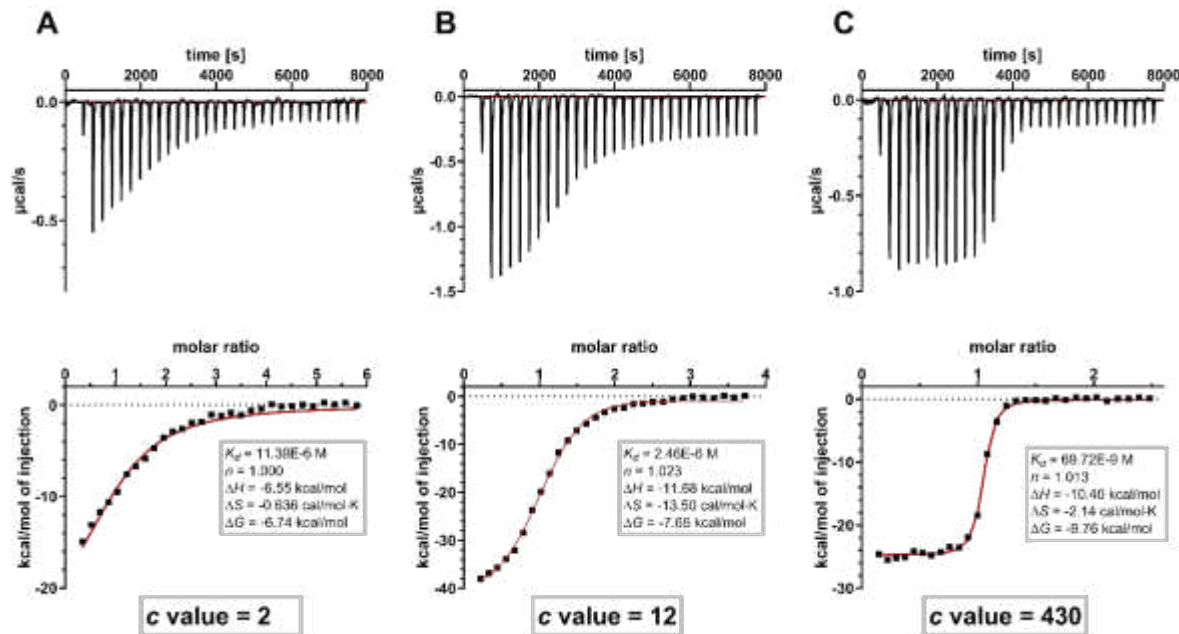 A
time [s]
0 2000 4000 6000 8000
0.0
-0.5
µcal/s
molar ratio
0 1 2 3 4 5 6
0
-10
-20
kcal/mol of injection
Kd = 11.38E-6 M
n = 1.000
ΔH = -6.55 kcal/mol
ΔS = -0.636 cal/mol-K
ΔG = -6.74 kcal/mol
c value = 2
B
time [s]
0 2000 4000 6000 8000
0.0
-0.5
-1.0
-1.5
µcal/s
molar ratio
0 1 2 3 4
0
-10
-20
-30
-40
kcal/mol of injection
Kd = 2.46E-6 M
n = 1.023
ΔH = -11.68 kcal/mol
ΔS = -13.50 cal/mol-K
ΔG = -7.65 kcal/mol
c value = 12
C
time [s]
0 2000 4000 6000 8000
0.0
-0.5
-1.0
µcal/s
molar ratio
0 1 2
0
-10
-20
-30
kcal/mol of injection
Kd = 69.72E-9 M
n = 1.013
ΔH = -10.46 kcal/mol
ΔS = -2.14 cal/mol-K
ΔG = -9.76 kcal/mol
c value = 430